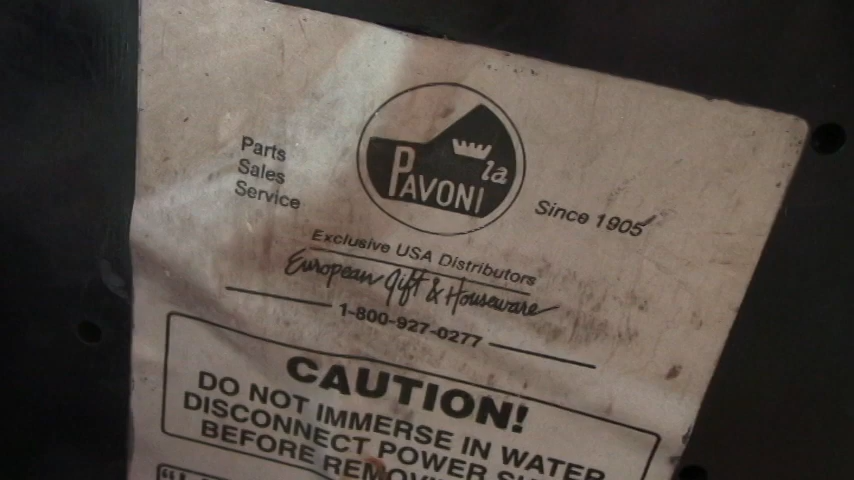 la
PAVONI
Parts
Sales
Service
Since 1905
Exclusive USA Distributors
European Gift & Houseware
1-800-927-0277
CAUTION!
DO NOT IMMERSE IN WATER
DISCONNECT POWER
BEFORE